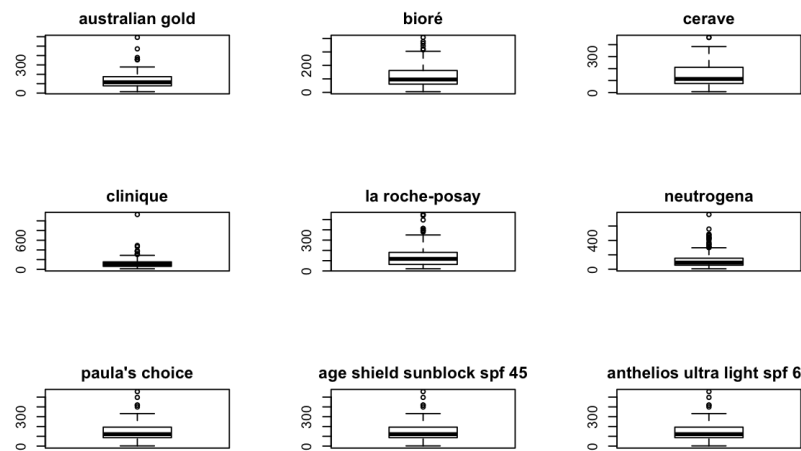 australian gold
bioré
cerave
300
0
200
0
300
0
clinique
la roche-posay
neutrogena
600
0
300
0
400
0
paula's choice
age shield sunblock spf 45
anthelios ultra light spf 6
300
0
300
0
300
0